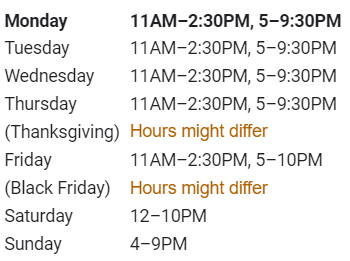 Monday 11AM–2:30PM, 5–9:30PM
Tuesday 11AM–2:30PM, 5–9:30PM
Wednesday 11AM–2:30PM, 5–9:30PM
Thursday 11AM–2:30PM, 5–9:30PM
(Thanksgiving) Hours might differ
Friday 11AM–2:30PM, 5–10PM
(Black Friday) Hours might differ
Saturday 12–10PM
Sunday 4–9PM